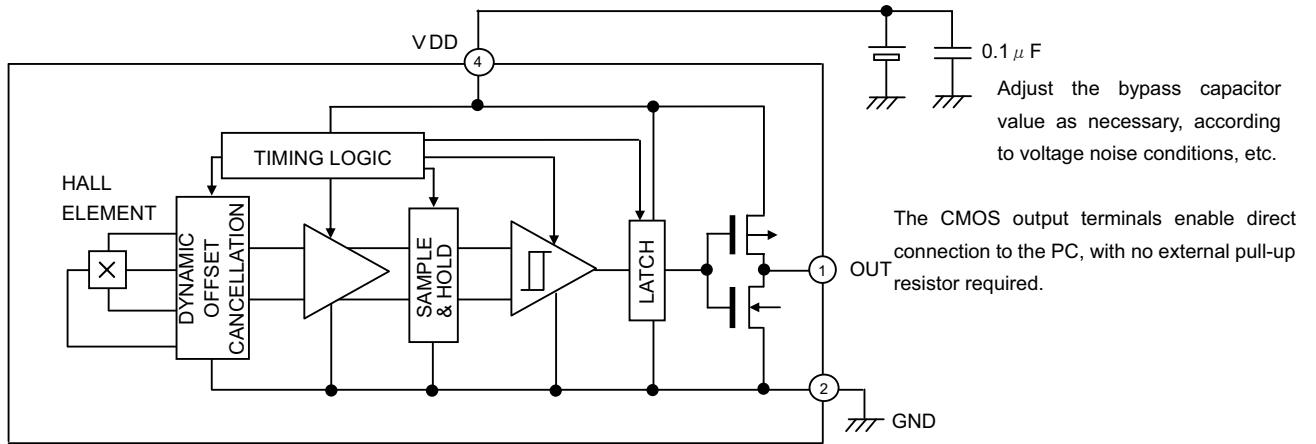 VDD
4
0.1 μ F
Adjust the bypass capacitor
value as necessary, according
to voltage noise conditions, etc.
TIMING LOGIC
HALL
ELEMENT
DYNAMIC
OFFSET
CANCELLATION
SAMPLE
& HOLD
LATCH
The CMOS output terminals enable direct
connection to the PC, with no external pull-up
resistor required.
1
OUT
2
GND